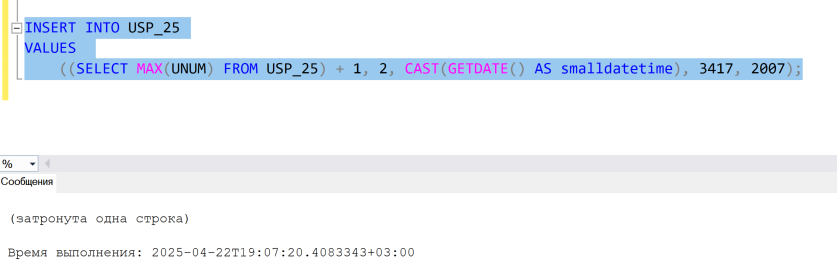 INSERT INTO USP_25
VALUES
((SELECT MAX(UNUM) FROM USP_25) + 1, 2, CAST(GETDATE() AS smalldatetime), 3417, 2007);
%
Сообщения
(затронута одна строка)
Время выполнения: 2025-04-22T19:07:20.4083343+03:00